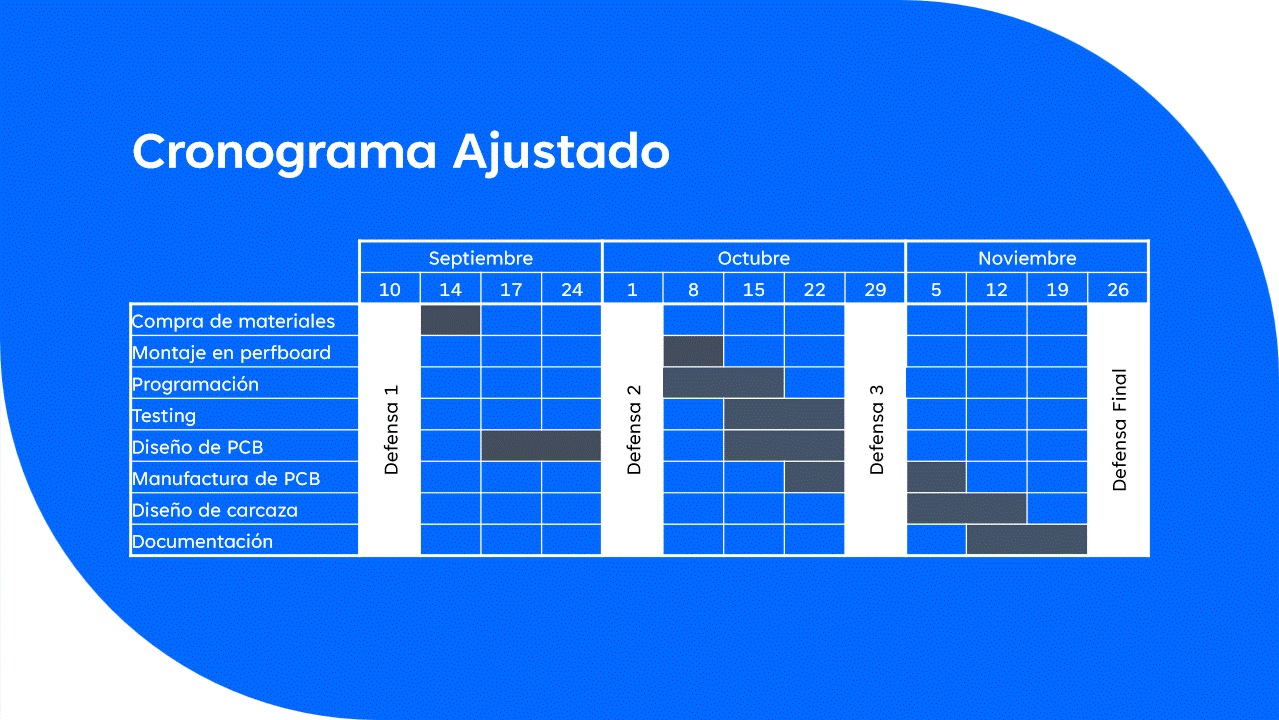 Cronograma Ajustado
Septiembre Octubre Noviembre
10 14 17 24 1 8 15 22 29 5 12 19 26
Compra de materiales
Montaje en perfboard
Programación
Testing
Diseño de PCB
Manufactura de PCB
Diseño de carcaza
Documentación
Defensa 1
Defensa 2
Defensa 3
Defensa Final